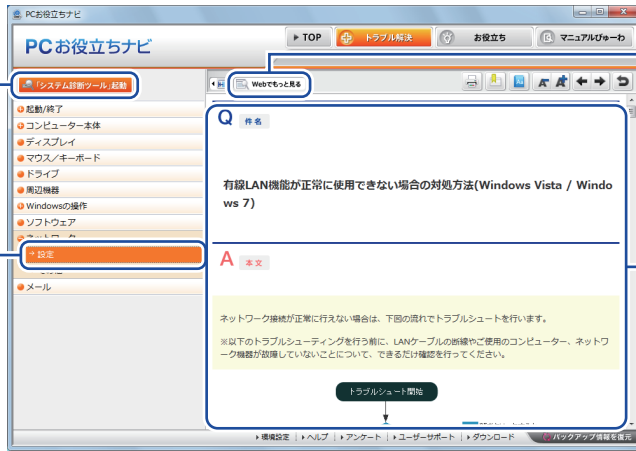 PCお役立ちナビ
PCお役立ちナビ
TOP
トラブル解決
お役立ち
マニュアルびゅーわ
「システム診断ツール」起動
Webでもっと見る
起動/終了
コンピューター本体
ディスプレイ
マウス/キーボード
ドライブ
周辺機器
Windowsの操作
ソフトウェア
設定
メール
Q 件名
有線LAN機能が正常に使用できない場合の対処方法(Windows Vista / Windo
ws 7)
A 本文
ネットワーク接続が正常に行えない場合は、下図の流れでトラブルシュートを行います。
※以下のトラブルシューティングを行う前に、LANケーブルの断線やご使用のコンピューター、ネットワ
ーク機器が故障していないことについて、できるだけ確認を行ってください。
トラブルシュート開始
環境設定 ヘルプ アンケート ユーザーサポート ダウンロード バックアップ情報を復元